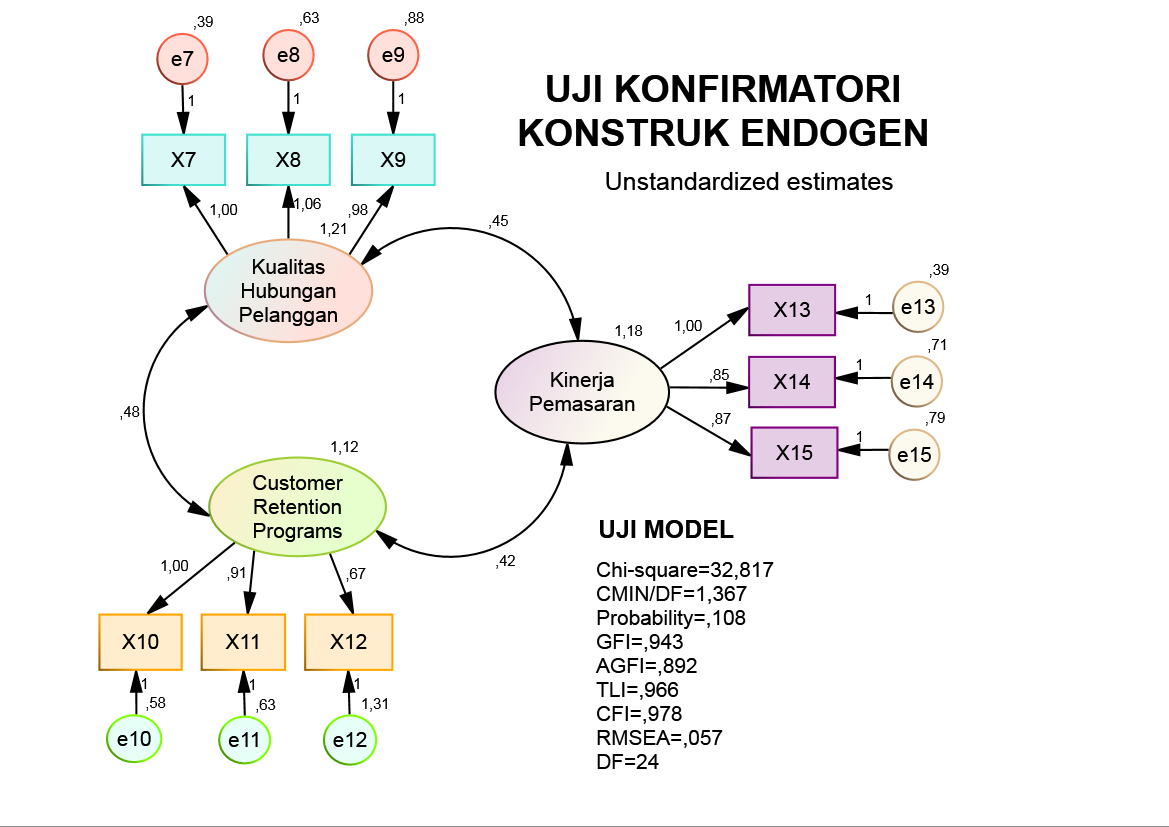 ,39
,63
,88
e7
e8
e9
1
1
1
X7
X8
X9
1,00
1,06
,98
1,21
Kualitas
Hubungan
Pelanggan
UJI KONFIRMATORI
KONSTRUK ENDOGEN
Unstandardized estimates
,45
,48
,42
1,18
Kinerja
Pemasaran
1,00
,85
,87
X13
X14
X15
1
1
1
,39
e13
,71
e14
,79
e15
1,12
Customer
Retention
Programs
1,00
,91
,67
X10
X11
X12
1
1
1
,58
,63
1,31
e10
e11
e12
UJI MODEL
Chi-square=32,817
CMIN/DF=1,367
Probability=,108
GFI=,943
AGFI=,892
TLI=,966
CFI=,978
RMSEA=,057
DF=24